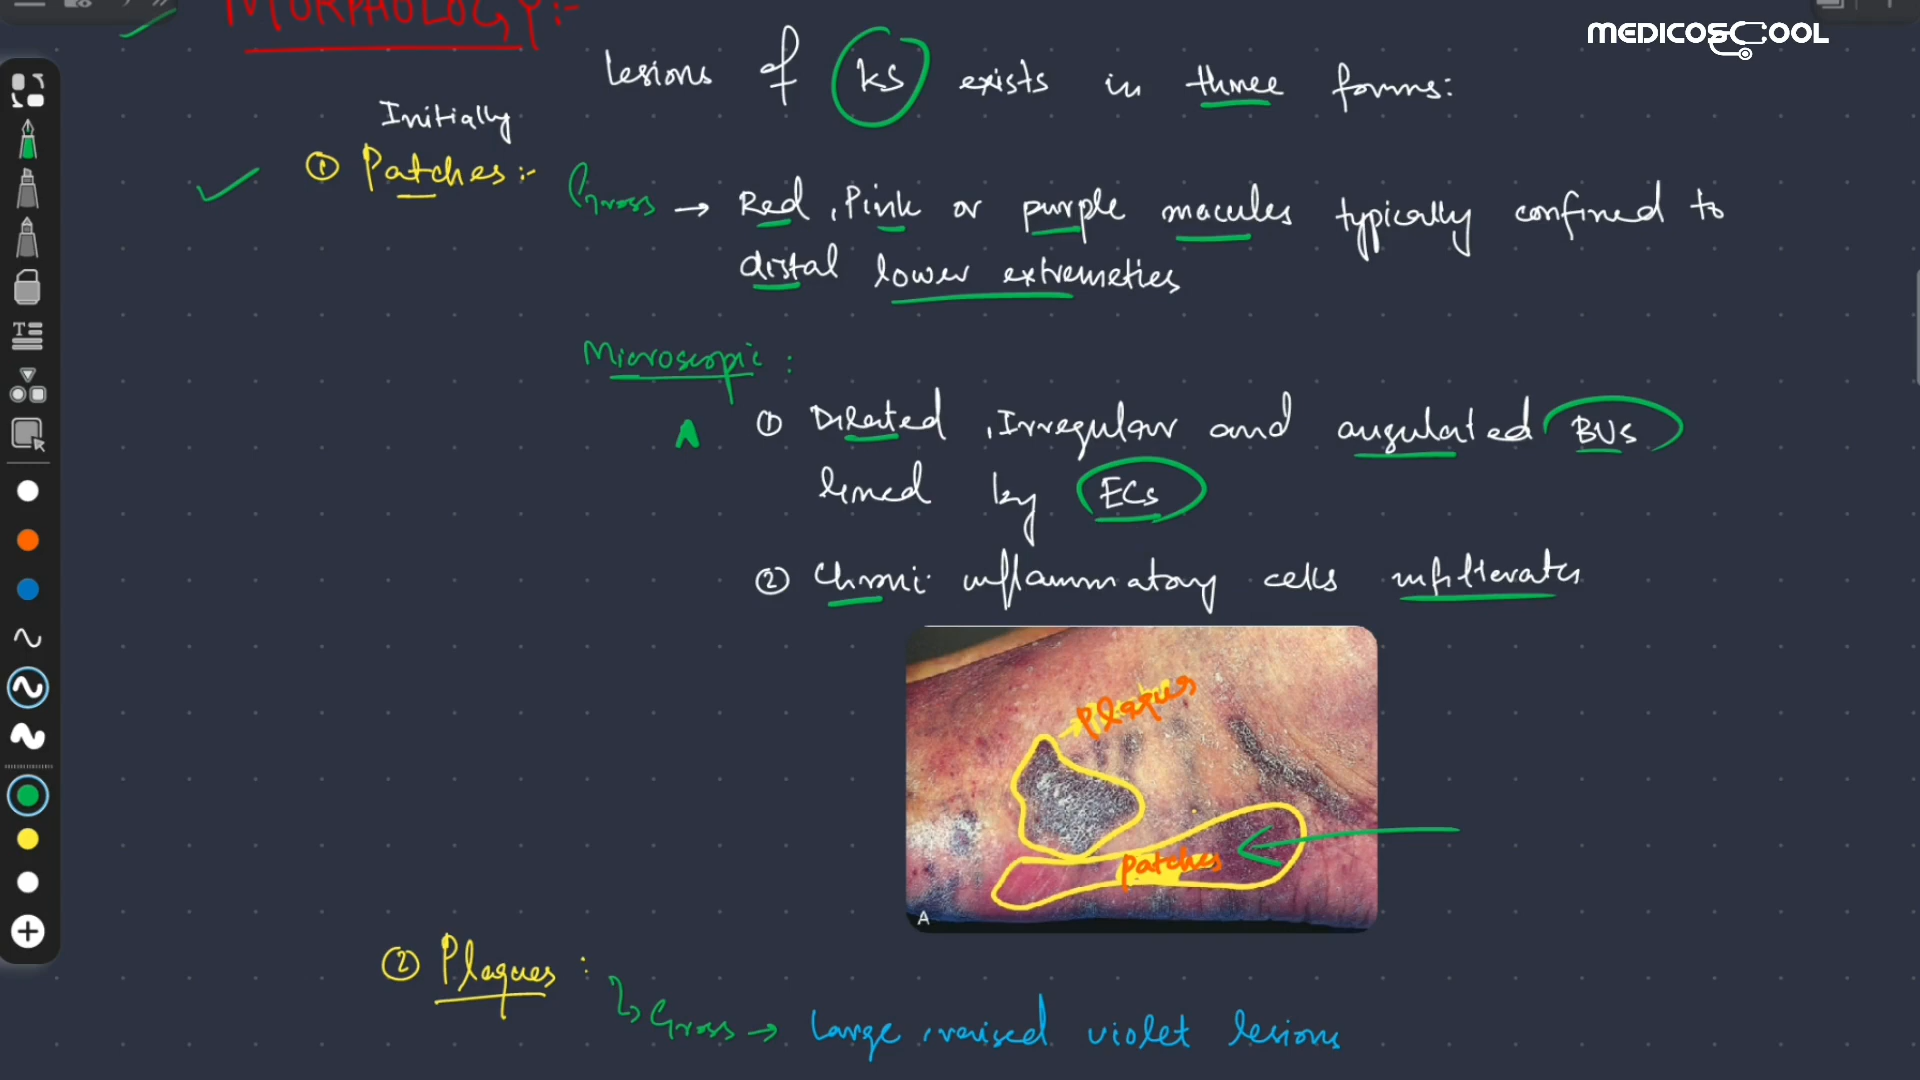 MORPHOLOGY:-
MEDICOSCOOL
lesions of KS exists in three forms:
Initially
① Patches:-
Gross → Red, Pink or purple macules typically confined to
distal lower extremeties
Microscopic :
① Dilated, Irregular and angulated BVs
lined by ECs
② Chronic inflammatory cells infilterates
→ Plaques
Patches
A
② Plaques :
↳ Gross → Large, raised violet lesions